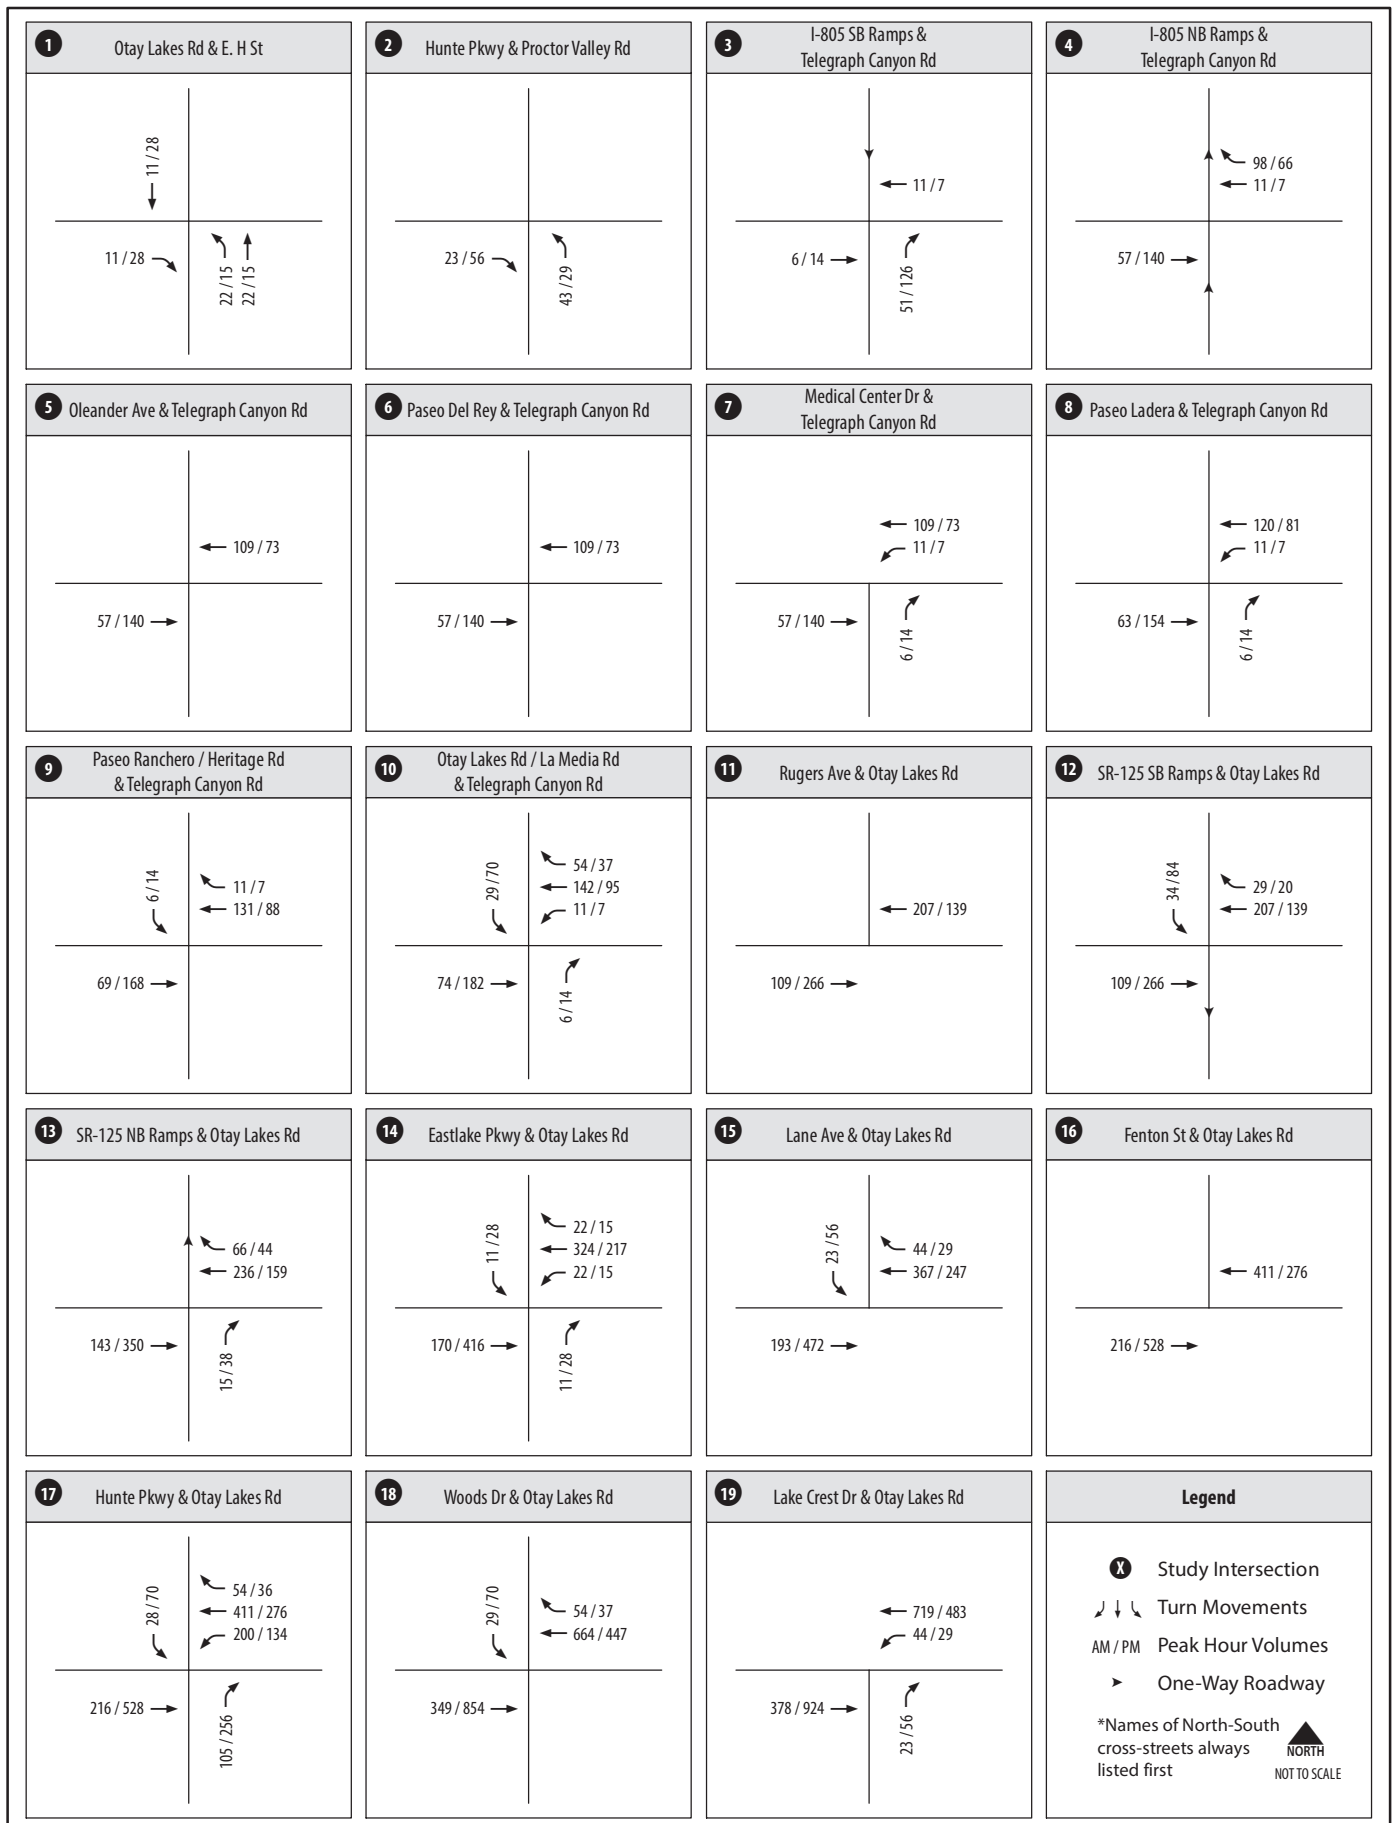 1
Otay Lakes Rd & E. H St
11 / 28
11 / 28
22 / 15
22 / 15
2
Hunte Pkwy & Proctor Valley Rd
23 / 56
43 / 29
3
I-805 SB Ramps &
Telegraph Canyon Rd
11 / 7
6 / 14
51 / 126
4
I-805 NB Ramps &
Telegraph Canyon Rd
98 / 66
11 / 7
57 / 140
5
Oleander Ave & Telegraph Canyon Rd
109 / 73
57 / 140
6
Paseo Del Rey & Telegraph Canyon Rd
109 / 73
57 / 140
7
Medical Center Dr &
Telegraph Canyon Rd
109 / 73
11 / 7
57 / 140
6 / 14
8
Paseo Ladera & Telegraph Canyon Rd
120 / 81
11 / 7
63 / 154
6 / 14
9
Paseo Ranchero / Heritage Rd
& Telegraph Canyon Rd
6 / 14
11 / 7
131 / 88
69 / 168
10
Otay Lakes Rd / La Media Rd
& Telegraph Canyon Rd
29 / 70
54 / 37
142 / 95
11 / 7
74 / 182
6 / 14
11
Rugers Ave & Otay Lakes Rd
207 / 139
109 / 266
12
SR-125 SB Ramps & Otay Lakes Rd
34 / 84
29 / 20
207 / 139
109 / 266
13
SR-125 NB Ramps & Otay Lakes Rd
66 / 44
236 / 159
143 / 350
15 / 38
14
Eastlake Pkwy & Otay Lakes Rd
11 / 28
22 / 15
324 / 217
22 / 15
170 / 416
11 / 28
15
Lane Ave & Otay Lakes Rd
23 / 56
44 / 29
367 / 247
193 / 472
16
Fenton St & Otay Lakes Rd
411 / 276
216 / 528
17
Hunte Pkwy & Otay Lakes Rd
28 / 70
54 / 36
411 / 276
200 / 134
216 / 528
105 / 256
18
Woods Dr & Otay Lakes Rd
29 / 70
54 / 37
664 / 447
349 / 854
19
Lake Crest Dr & Otay Lakes Rd
719 / 483
44 / 29
378 / 924
23 / 56
Legend
X Study Intersection
Turn Movements
AM / PM Peak Hour Volumes
One-Way Roadway
*Names of North-South
cross-streets always
listed first
NORTH
NOT TO SCALE